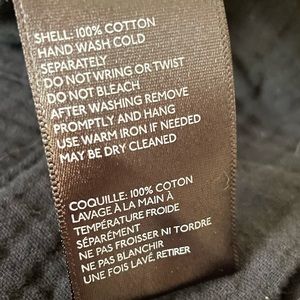 SHELL: 100% COTTON
HAND WASH COLD
SEPARATELY
DO NOT WRING OR TWIST
DO NOT BLEACH
AFTER WASHING REMOVE
PROMPTLY AND HANG
USE WARM IRON IF NEEDED
MAY BE DRY CLEANED
COQUILLE: 100% COTON
LAVAGE À LA MAIN À
TEMPÉRATURE FROIDE
SÉPARÉMENT
NE PAS FROISSER NI TORDRE
NE PAS BLANCHIR
UNE FOIS LAVÉ, RETIRER